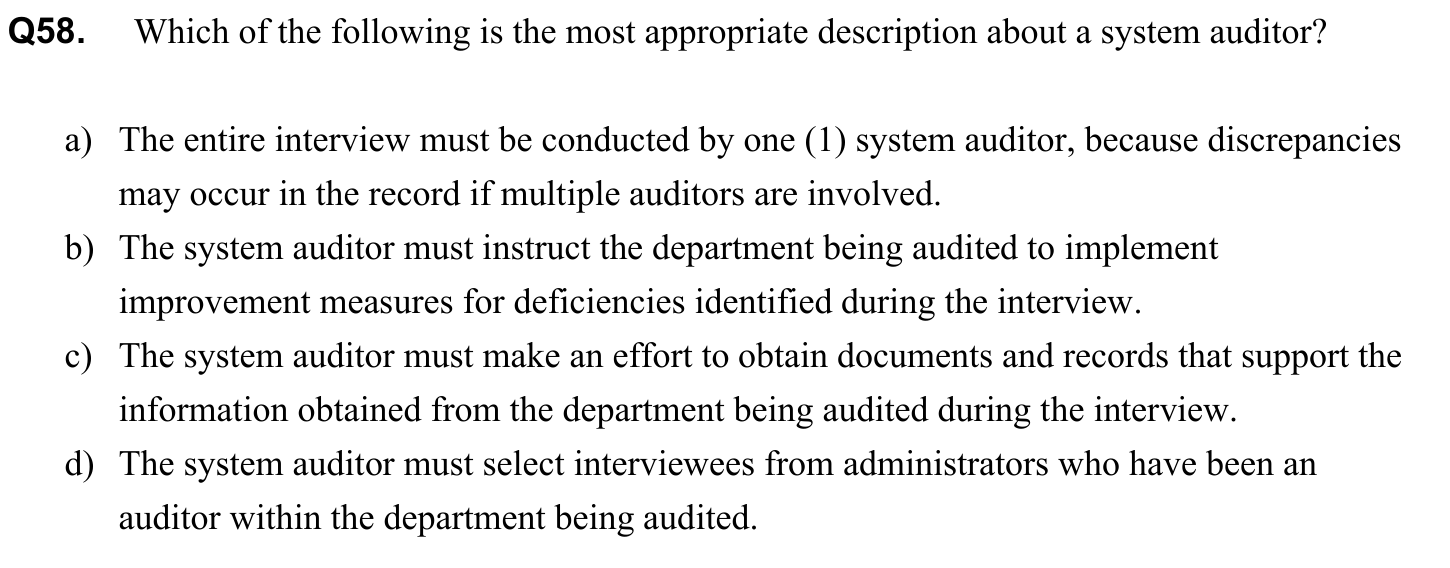 Q58. Which of the following is the most appropriate description about a system auditor?
a) The entire interview must be conducted by one (1) system auditor, because discrepancies
may occur in the record if multiple auditors are involved.
b) The system auditor must instruct the department being audited to implement
improvement measures for deficiencies identified during the interview.
c) The system auditor must make an effort to obtain documents and records that support the
information obtained from the department being audited during the interview.
d) The system auditor must select interviewees from administrators who have been an
auditor within the department being audited.